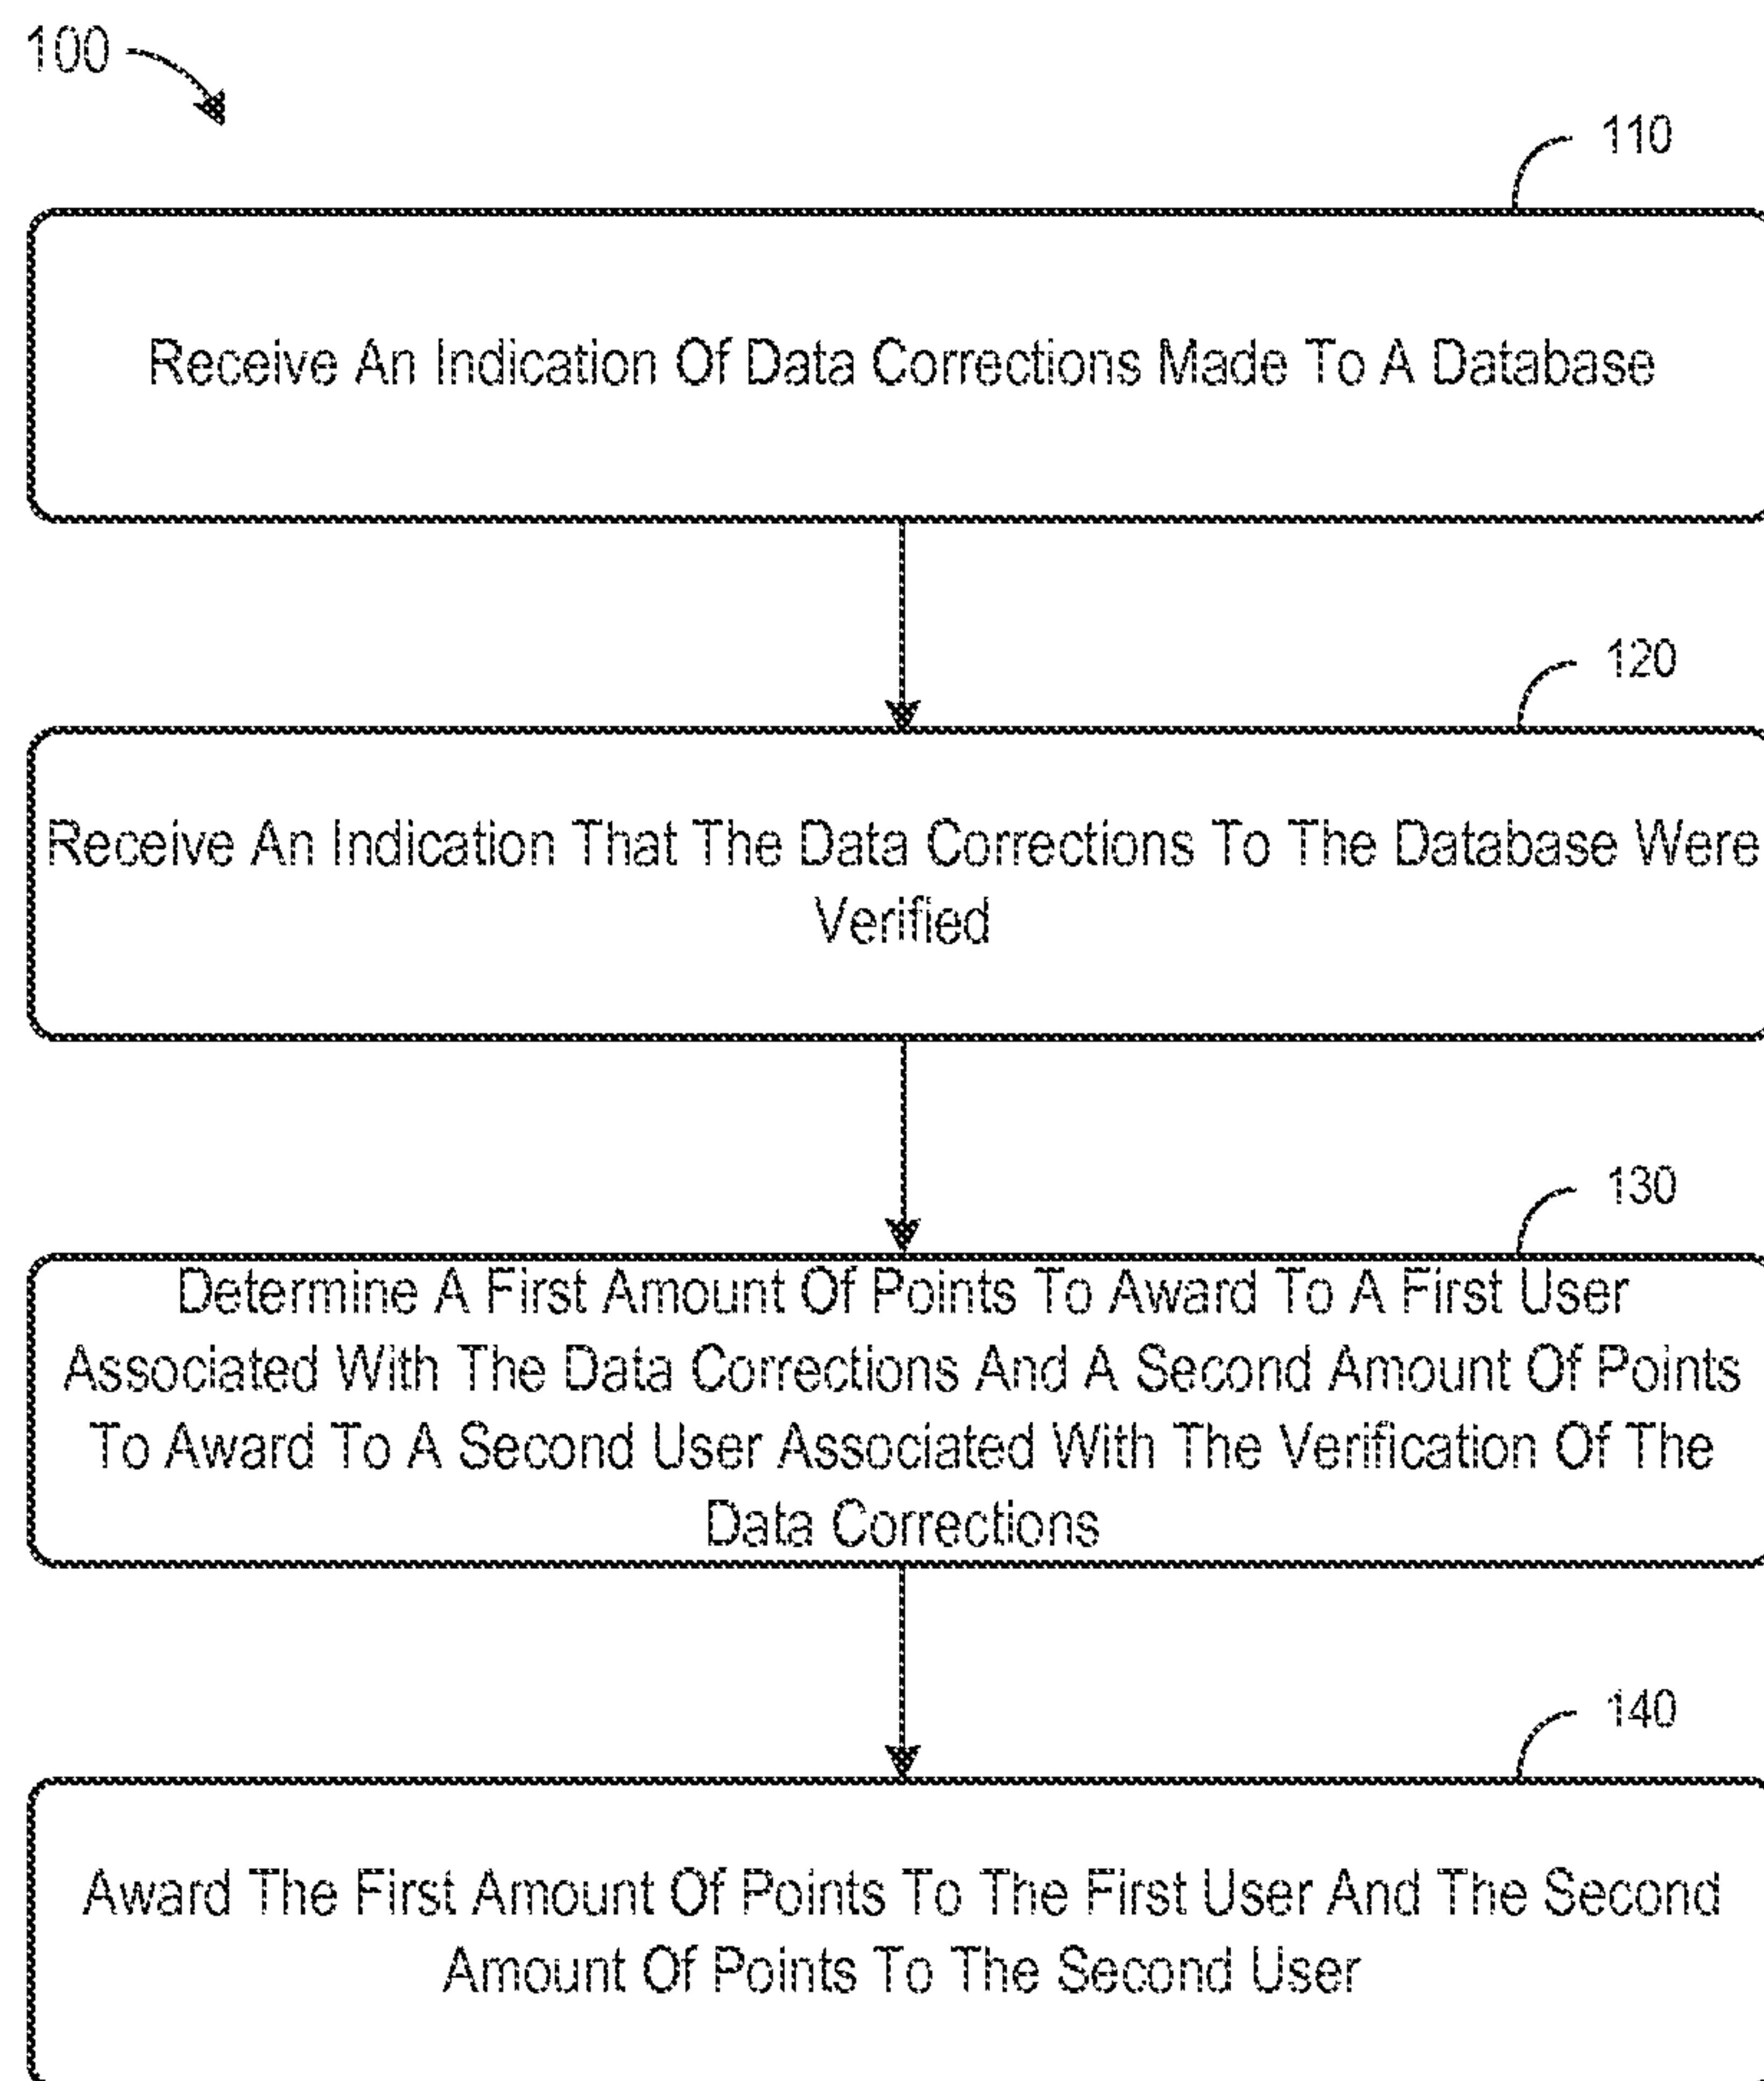 100
110
Receive An Indication Of Data Corrections Made To A Database
120
Receive An Indication That The Data Corrections To The Database Were
Verified
130
Determine A First Amount Of Points To Award To A First User
Associated With The Data Corrections And A Second Amount Of Points
To Award To A Second User Associated With The Verification Of The
Data Corrections
140
Award The First Amount Of Points To The First User And The Second
Amount Of Points To The Second User